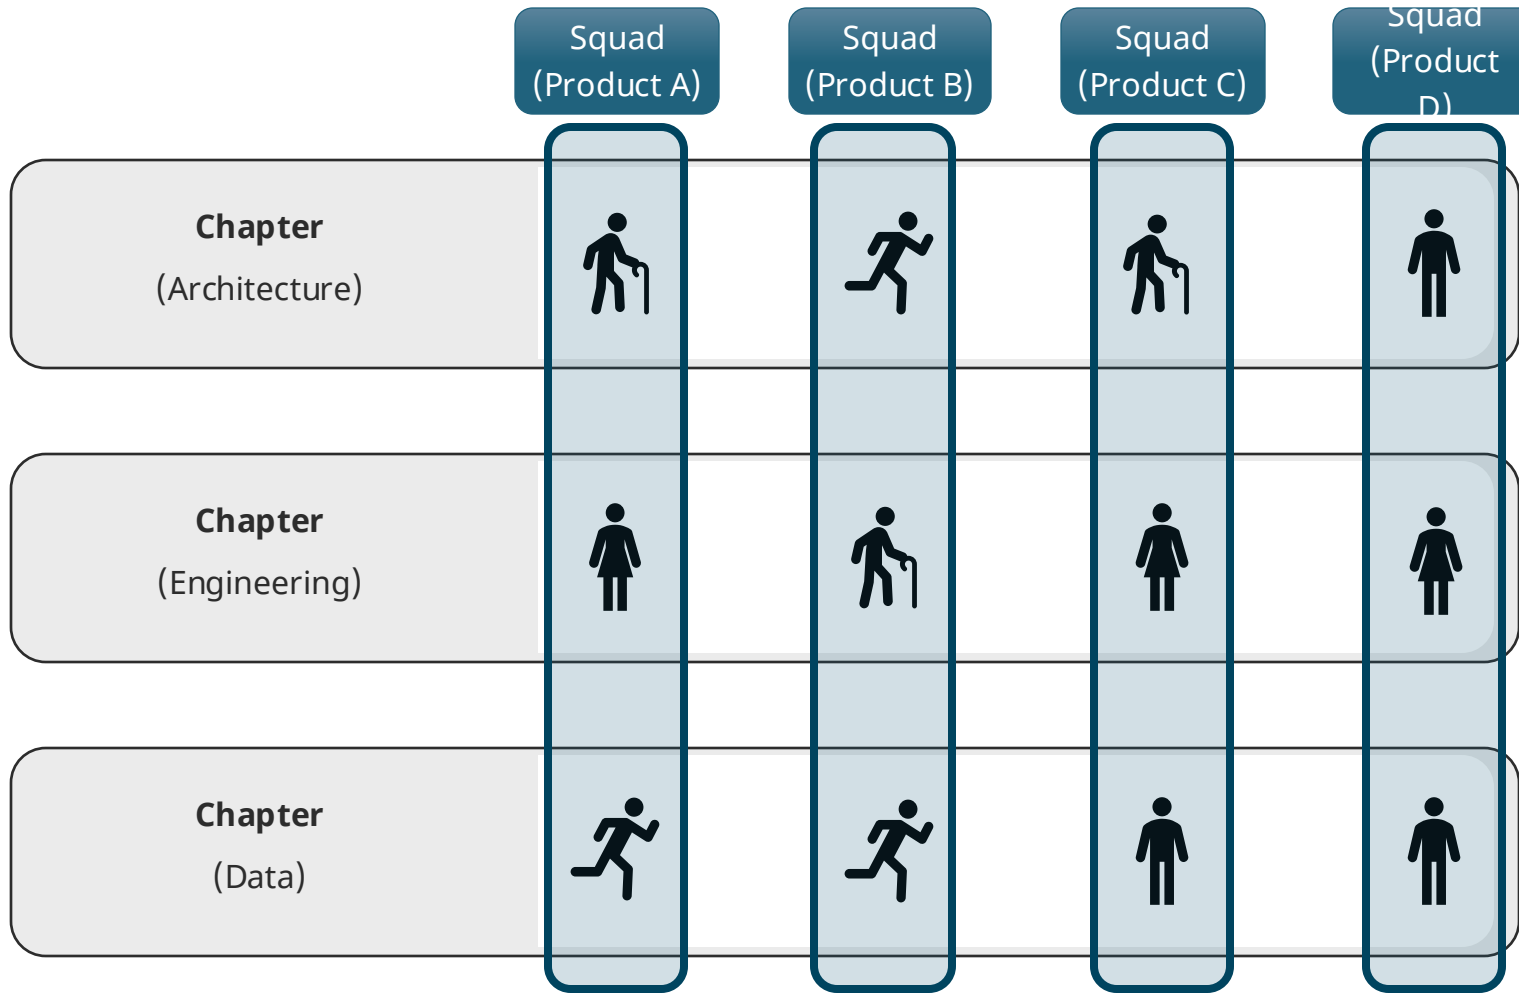 Squad
(Product A)
Squad
(Product B)
Squad
(Product C)
Squad
(Product
D)
Chapter
(Architecture)
Chapter
(Engineering)
Chapter
(Data)